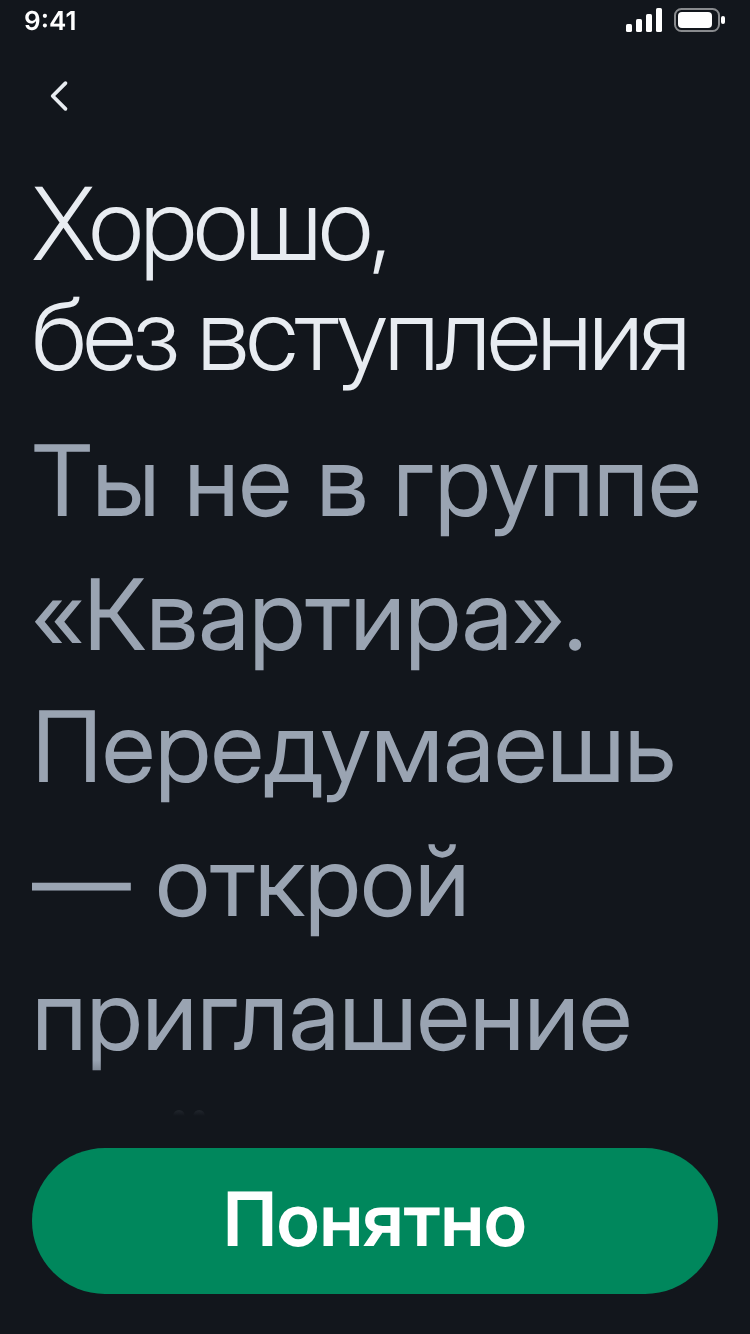 9:41
Хорошо,
без вступления
Ты не в группе
«Квартира».
Передумаешь
— открой
приглашение
Понятно